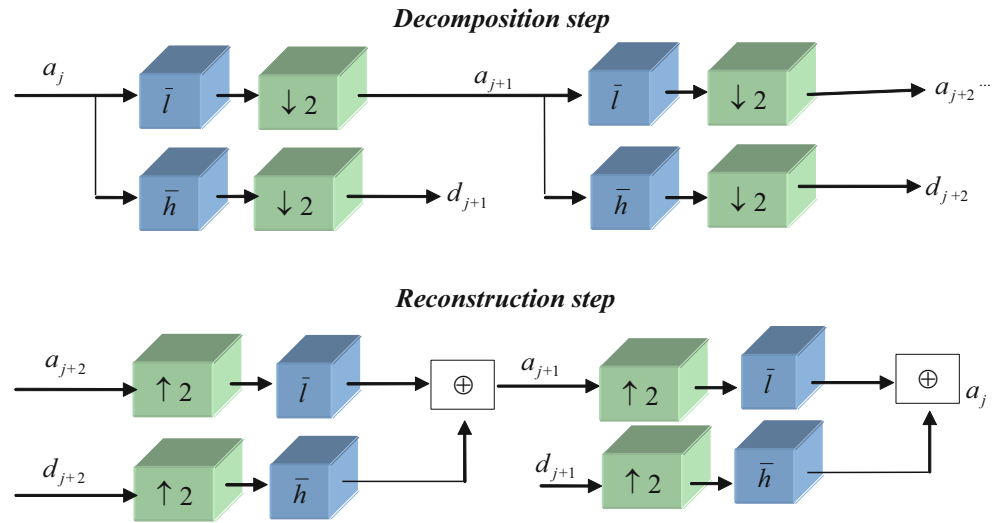 Decomposition step
a_j l̄ ↓ 2 a_{j+1} l̄ ↓ 2 a_{j+2} ...
h̄ ↓ 2 d_{j+1} h̄ ↓ 2 d_{j+2}
Reconstruction step
a_{j+2} ↑ 2 l̄ ⊕ a_{j+1} ↑ 2 l̄ ⊕ a_j
d_{j+2} ↑ 2 h̄ d_{j+1} ↑ 2 h̄